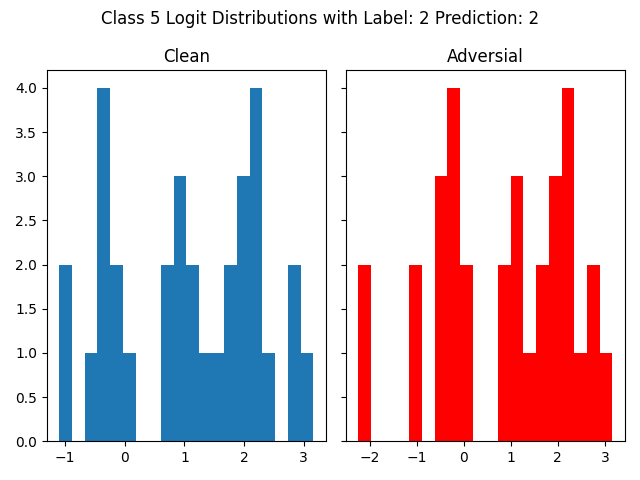 Class 5 Logit Distributions with Label: 2 Prediction: 2
Clean
Adversial
4.0
3.5
3.0
2.5
2.0
1.5
1.0
0.5
0.0
−1 0 1 2 3
−2 −1 0 1 2 3